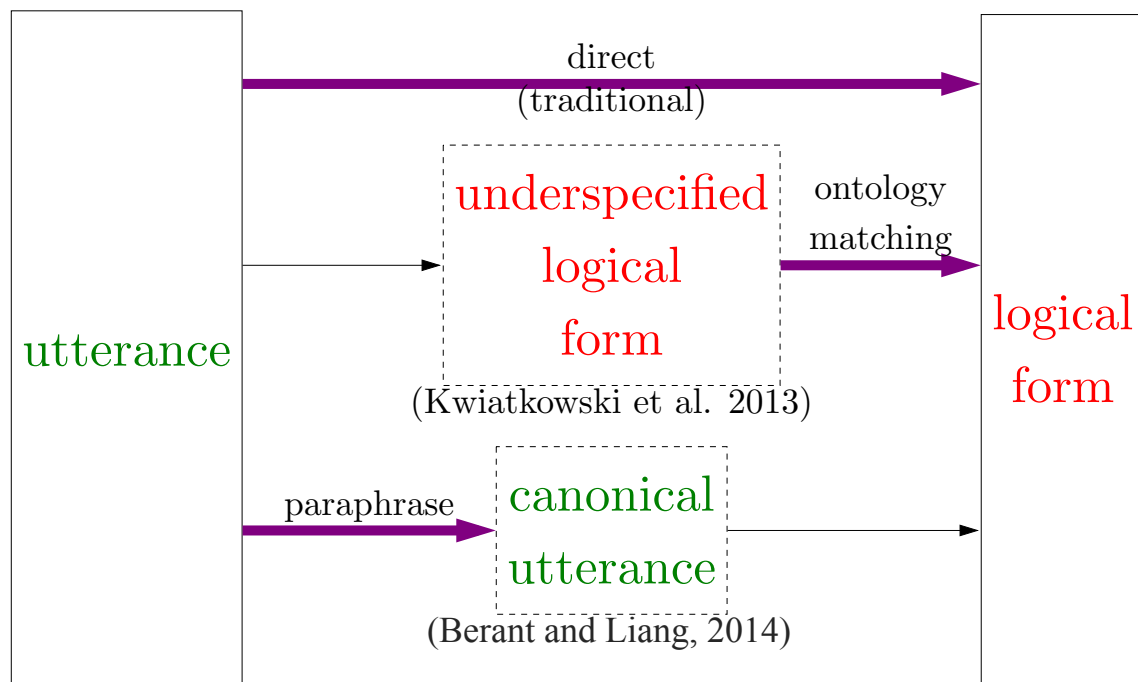 utterance
direct
(traditional)
underspecified
logical
form
(Kwiatkowski et al. 2013)
ontology
matching
paraphrase
canonical
utterance
(Berant and Liang, 2014)
logical
form